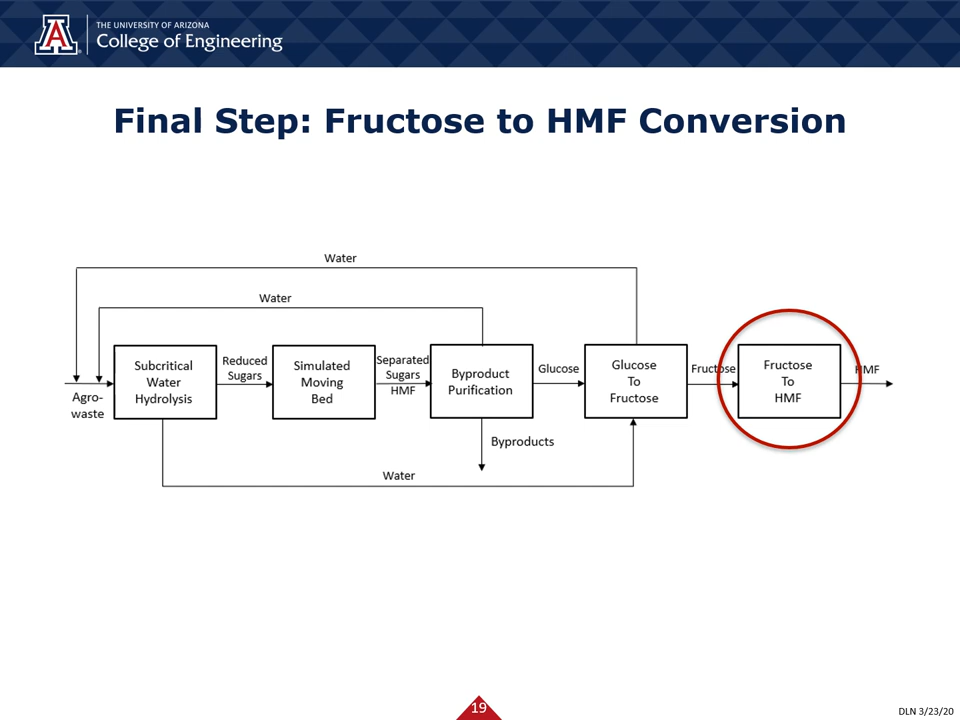 THE UNIVERSITY OF ARIZONA
College of Engineering
Final Step: Fructose to HMF Conversion
Water
Water
Agro-
waste
Subcritical
Water
Hydrolysis
Reduced
Sugars
Simulated
Moving
Bed
Separated
Sugars
HMF
Byproduct
Purification
Glucose
Glucose
To
Fructose
Fructose
Fructose
To
HMF
HMF
Byproducts
Water
19
DLN 3/23/20